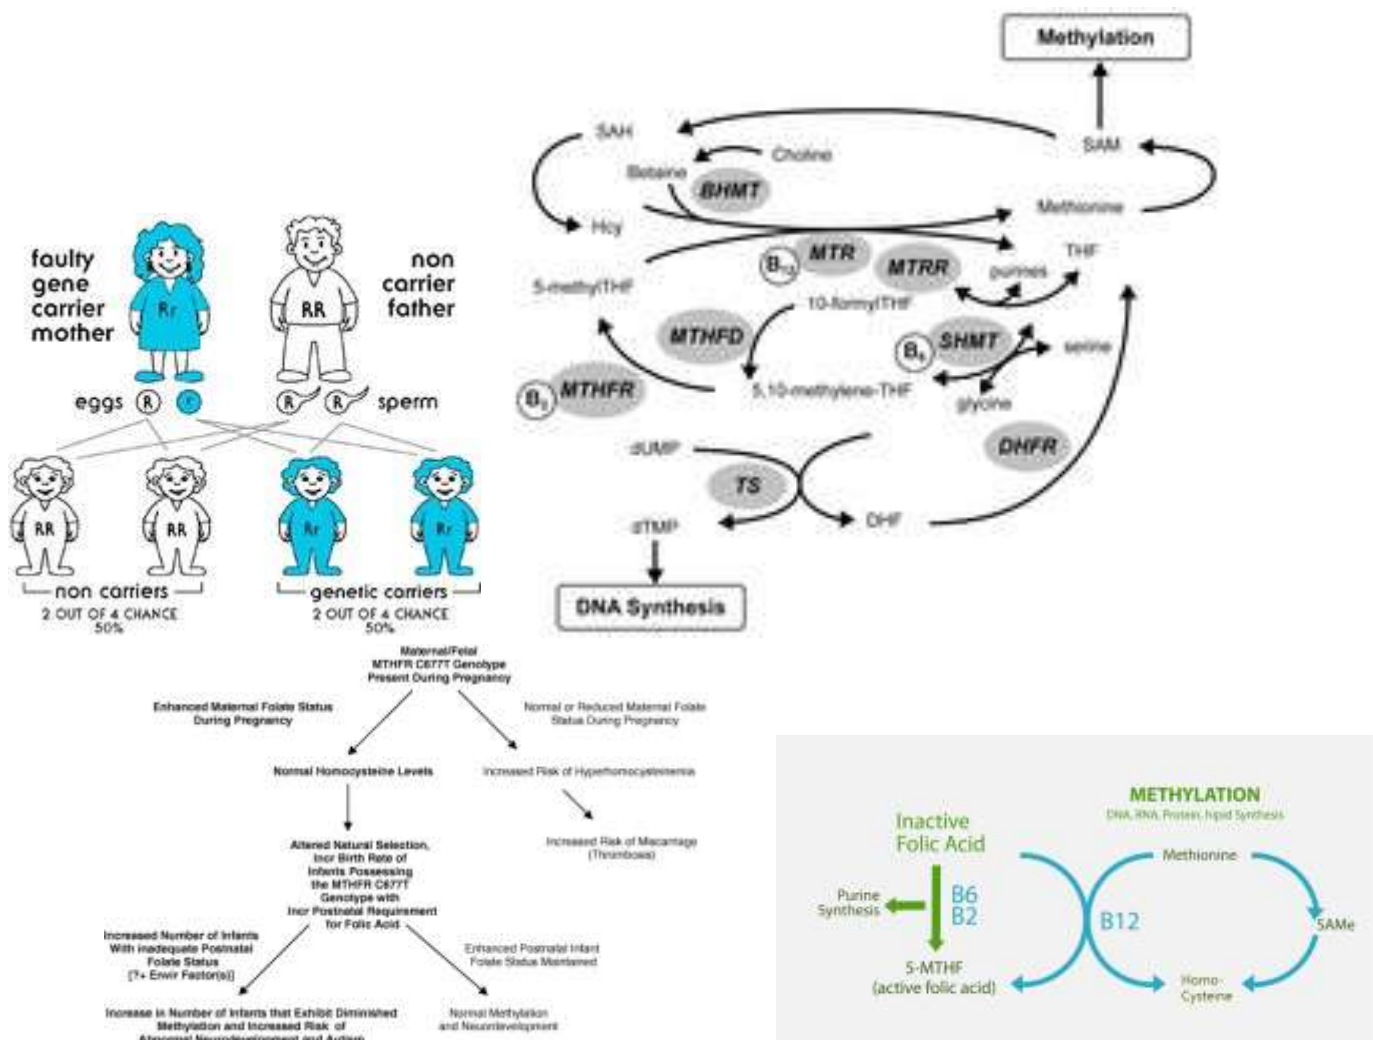 faulty
gene
carrier
mother
Rr
non
carrier
father
RR
eggs
R
r
R
R
sperm
RR
RR
Rr
Rr
non carriers
2 OUT OF 4 CHANCE
50%
genetic carriers
2 OUT OF 4 CHANCE
50%
Methylation
SAH
SAM
Choline
Betaine
BHMT
Hcy
Methionine
MTR
B12
MTRR
THF
purines
5-methylTHF
10-formylTHF
MTHFD
SHMT
B6
serine
MTHFR
5,10-methylene-THF
glycine
DHFR
dUMP
TS
dTMP
DHF
DNA Synthesis
Maternal/Fetal
MTHFR C677T Genotype
Present During Pregnancy
Enhanced Maternal Folate Status
During Pregnancy
Normal or Reduced Maternal Folate
Status During Pregnancy
Normal Homocysteine Levels
Increased Risk of Hyperhomocysteinemia
Increased Risk of Miscarriage
(Thrombosis)
Altered Natural Selection,
Incr Birth Rate of
Infants Possessing
the MTHFR C677T
Genotype with
Incr Postnatal Requirement
for Folic Acid
Increased Number of Infants
With inadequate Postnatal
Folate Status
[?+ Envir Factor(s)]
Enhanced Postnatal Infant
Folate Status Maintained
Increase in Number of Infants that Exhibit Diminished
Methylation and Increased Risk of
Abnormal Neurodevelopment and Autism
Normal Methylation
and Neurodevelopment
METHYLATION
DNA, RNA, Protein, lipid Synthesis
Inactive
Folic Acid
Methionine
Purine
Synthesis
B6
B2
B12
SAMe
5-MTHF
(active folic acid)
Homo-
Cysteine